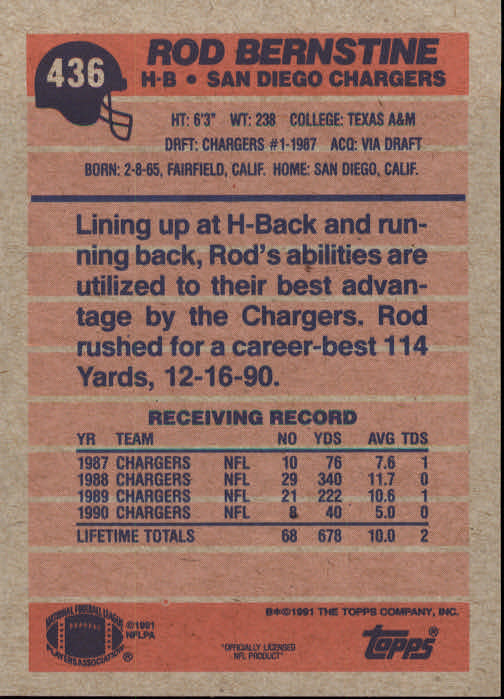 436
ROD BERNSTINE
H-B • SAN DIEGO CHARGERS
HT: 6'3" WT: 238 COLLEGE: TEXAS A&M
DRFT: CHARGERS #1-1987 ACQ: VIA DRAFT
BORN: 2-8-65, FAIRFIELD, CALIF. HOME: SAN DIEGO, CALIF.
Lining up at H-Back and run-
ning back, Rod's abilities are
utilized to their best advan-
tage by the Chargers. Rod
rushed for a career-best 114
Yards, 12-16-90.
RECEIVING RECORD
YR TEAM NO YDS AVG TDS
1987 CHARGERS NFL 10 76 7.6 1
1988 CHARGERS NFL 29 340 11.7 0
1989 CHARGERS NFL 21 222 10.6 1
1990 CHARGERS NFL 8 40 5.0 0
LIFETIME TOTALS 68 678 10.0 2
B*©1991 THE TOPPS COMPANY, INC.
NATIONAL FOOTBALL LEAGUE
PLAYERS ASSOCIATION
®
©1991
NFLPA
"OFFICIALLY LICENSED
NFL PRODUCT"
topps®